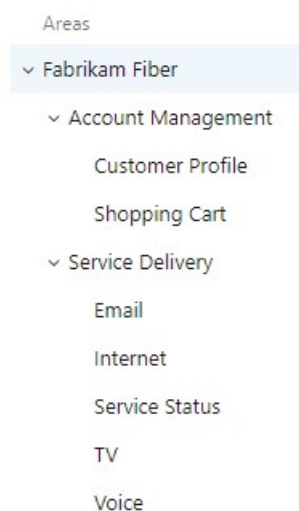 Areas
Fabrikam Fiber
Account Management
Customer Profile
Shopping Cart
Service Delivery
Email
Internet
Service Status
TV
Voice